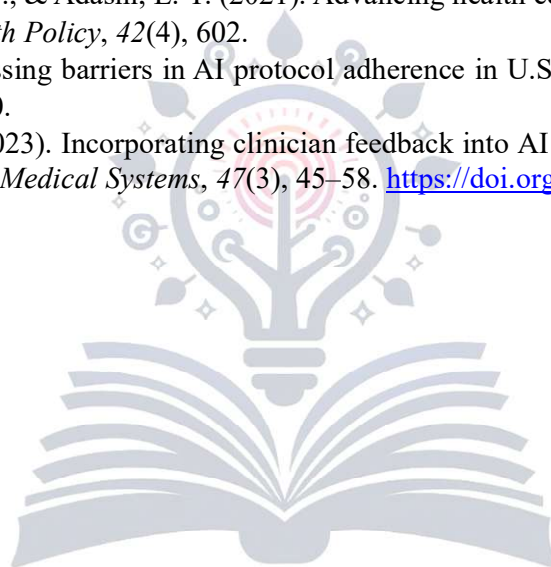 ., & Adashi, E. Y. (2021). Advancing health e
th Policy, 42(4), 602.
ssing barriers in AI protocol adherence in U.S
).
023). Incorporating clinician feedback into AI
Medical Systems, 47(3), 45–58. https://doi.org